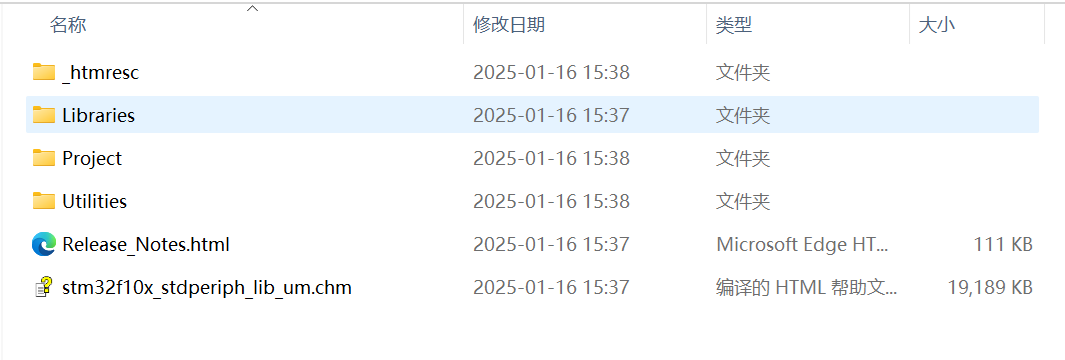 名称 修改日期 类型 大小
_htmresc 2025-01-16 15:38 文件夹
Libraries 2025-01-16 15:37 文件夹
Project 2025-01-16 15:38 文件夹
Utilities 2025-01-16 15:38 文件夹
Release_Notes.html 2025-01-16 15:37 Microsoft Edge HT... 111 KB
stm32f10x_stdperiph_lib_um.chm 2025-01-16 15:37 编译的 HTML 帮助文... 19,189 KB